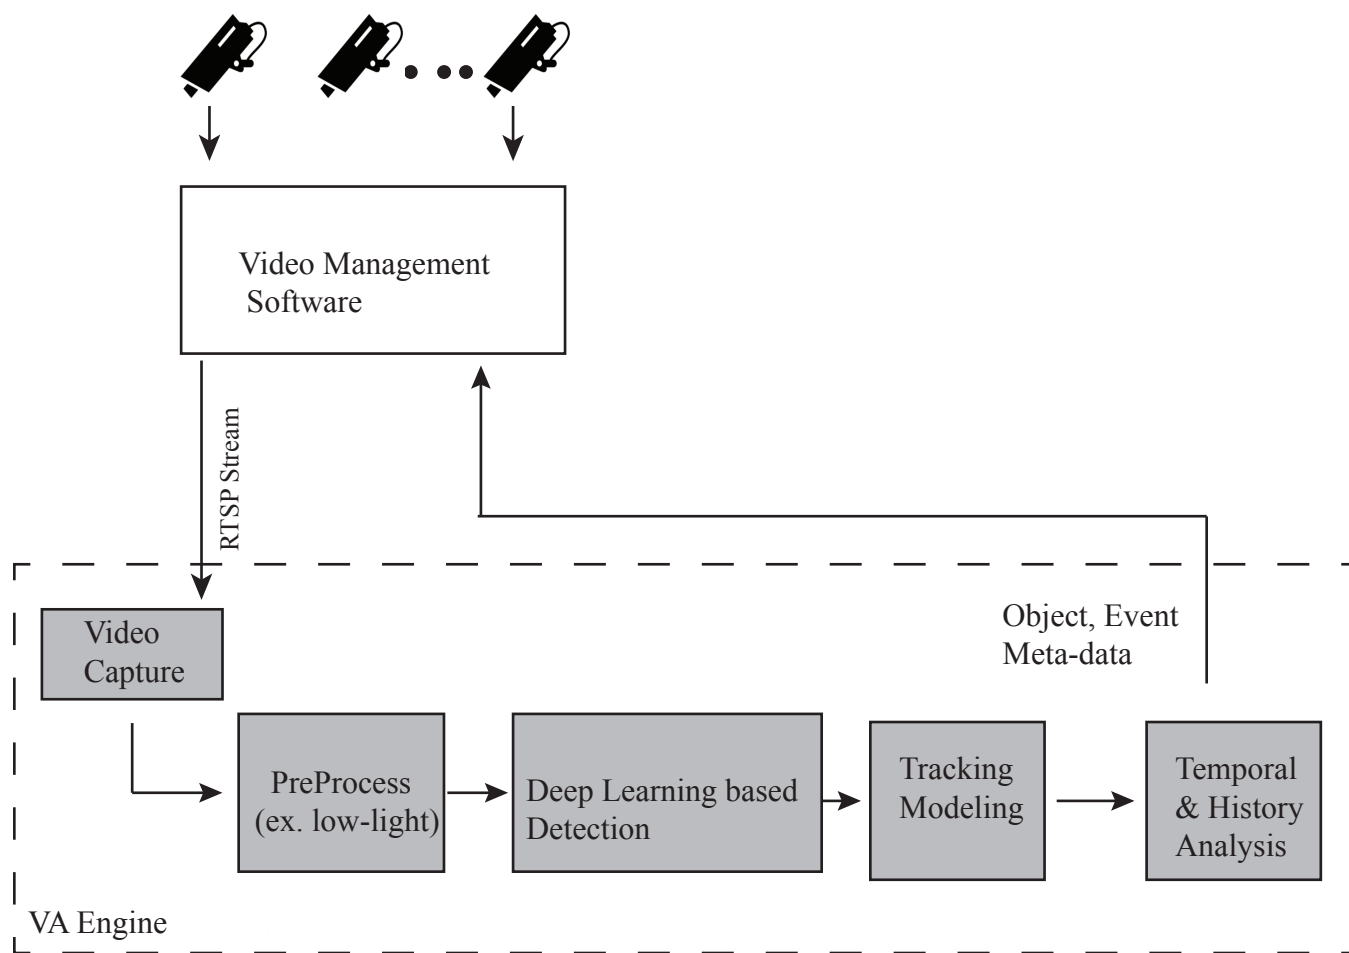 Video Management
Software
RTSP Stream
Video
Capture
Object, Event
Meta-data
PreProcess
(ex. low-light)
Deep Learning based
Detection
Tracking
Modeling
Temporal
& History
Analysis
VA Engine